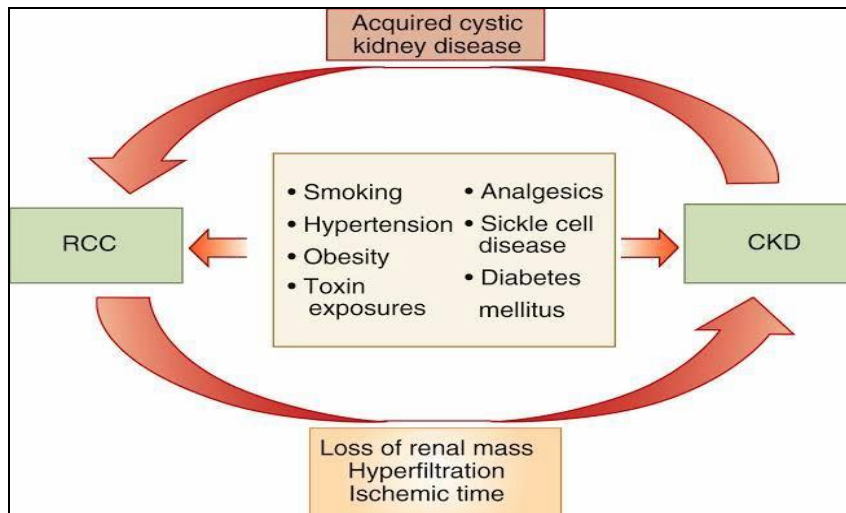 Acquired cystic
kidney disease
• Smoking
• Hypertension
• Obesity
• Toxin
exposures
• Analgesics
• Sickle cell
disease
• Diabetes
mellitus
RCC
CKD
Loss of renal mass
Hyperfiltration
Ischemic time